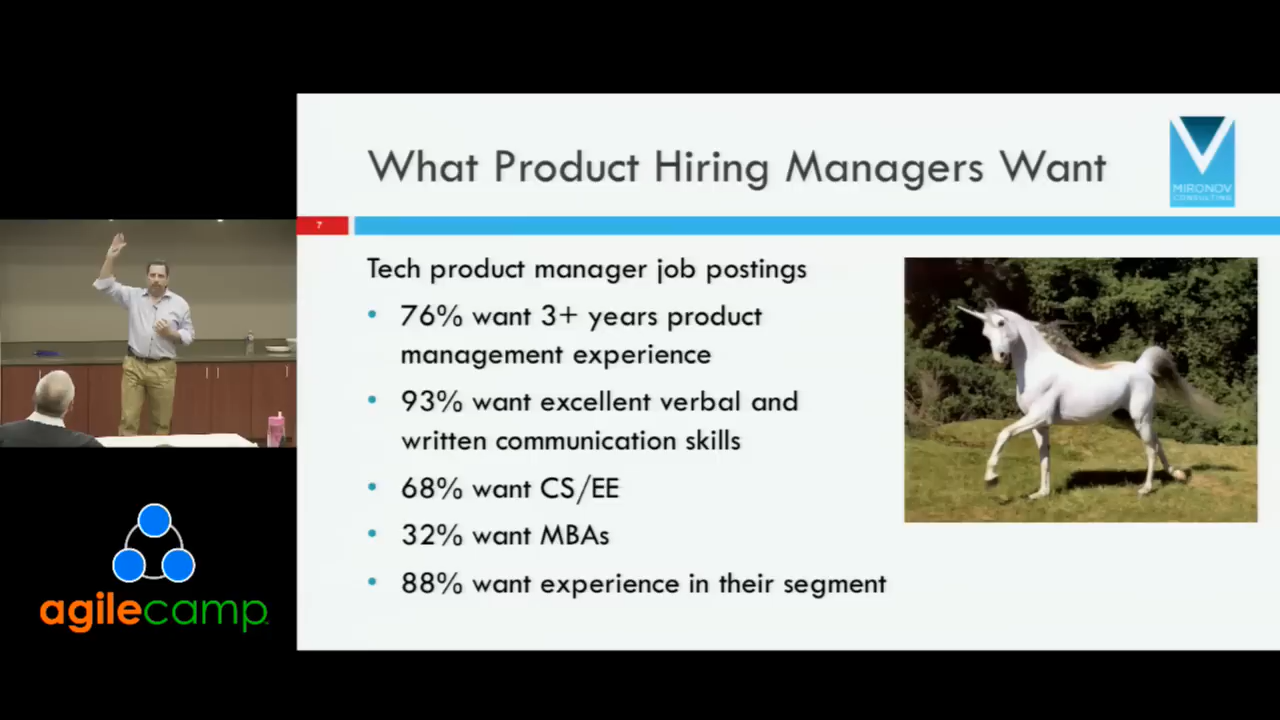 What Product Hiring Managers Want
MIRONOV
CONSULTING
7
Tech product manager job postings
• 76% want 3+ years product
management experience
• 93% want excellent verbal and
written communication skills
• 68% want CS/EE
• 32% want MBAs
• 88% want experience in their segment
agilecamp